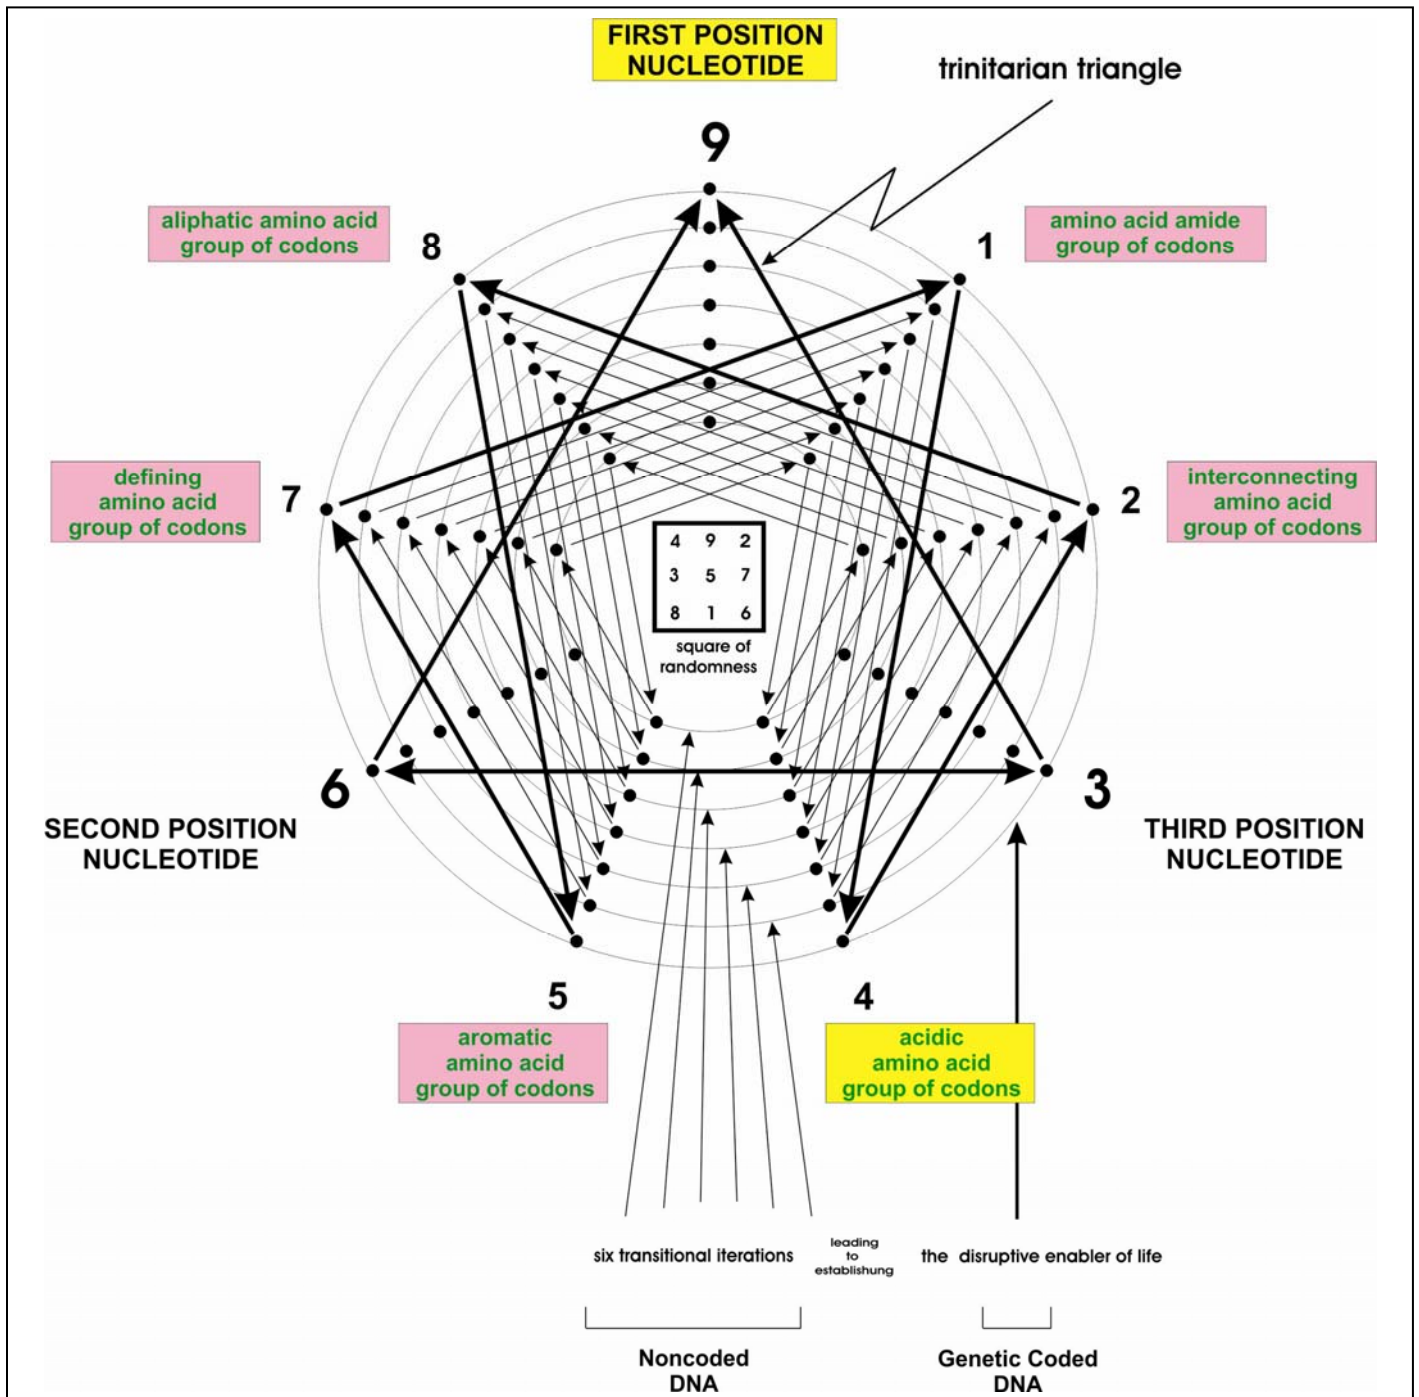 FIRST POSITION
NUCLEOTIDE
trinitarian triangle
9
aliphatic amino acid
group of codons
8
1
amino acid amide
group of codons
defining
amino acid
group of codons
7
2
interconnecting
amino acid
group of codons
4 9 2
3 5 7
8 1 6
square of
randomness
6
3
SECOND POSITION
NUCLEOTIDE
THIRD POSITION
NUCLEOTIDE
5
4
aromatic
amino acid
group of codons
acidic
amino acid
group of codons
six transitional iterations
leading
to
establishung
the disruptive enabler of life
Noncoded
DNA
Genetic Coded
DNA